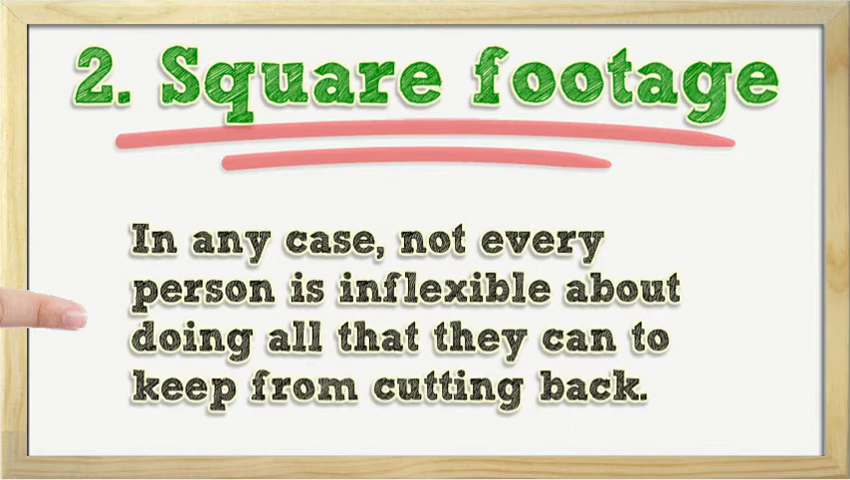 2. Square footage
In any case, not every
person is inflexible about
doing all that they can to
keep from cutting back.